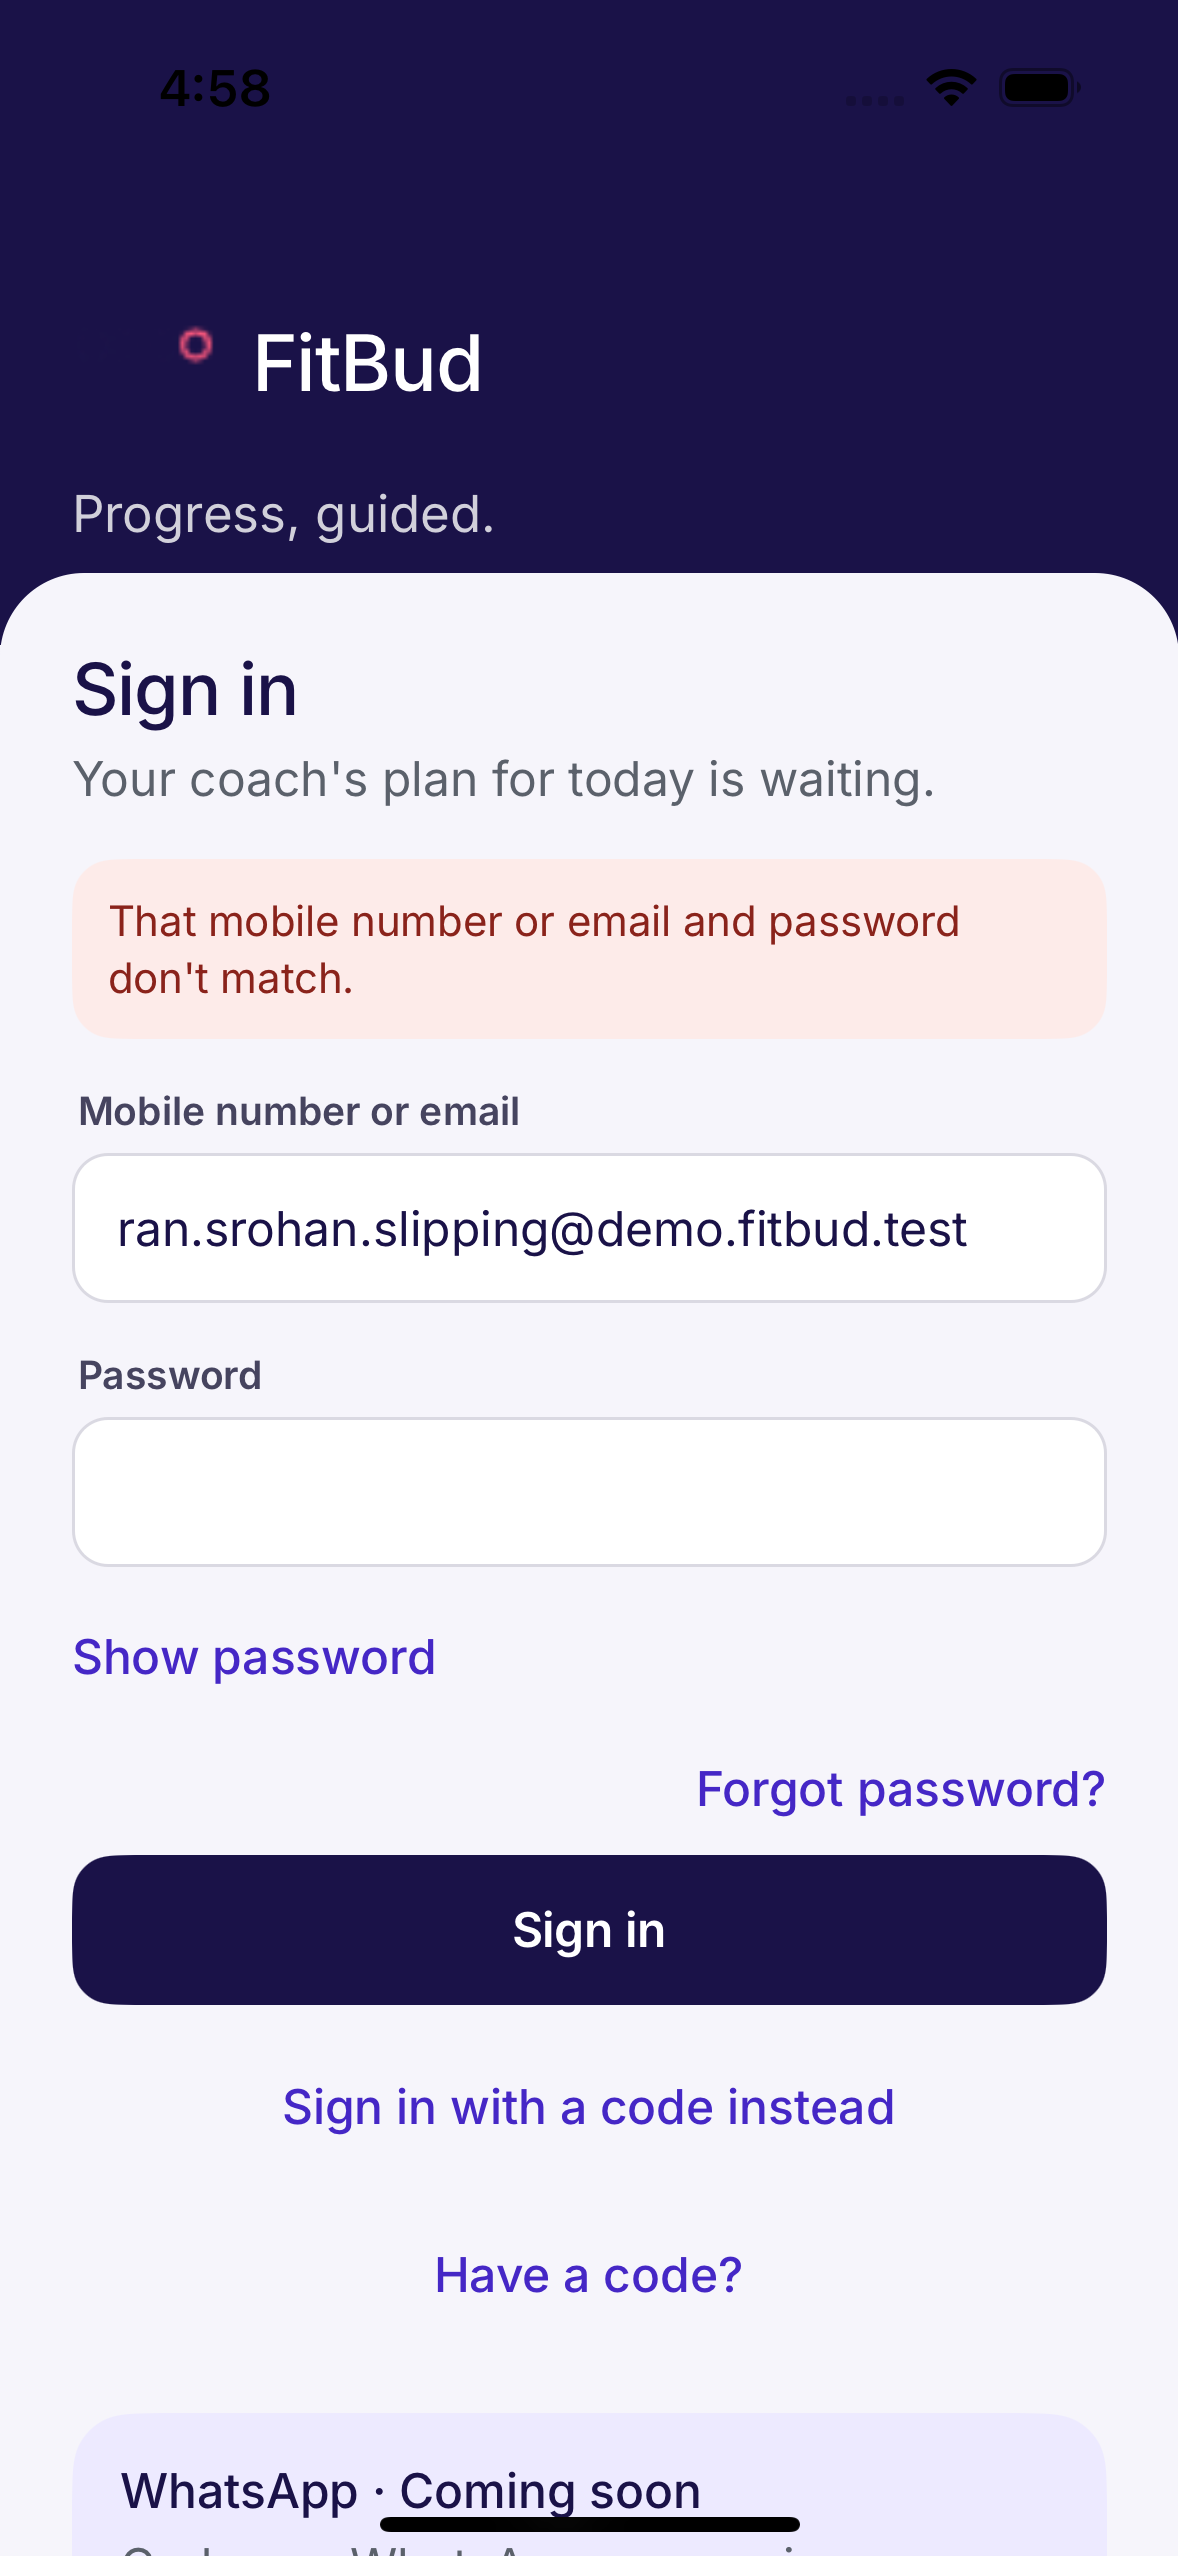 4:58
FitBud
Progress, guided.
Sign in
Your coach's plan for today is waiting.
That mobile number or email and password
don't match.
Mobile number or email
ran.srohan.slipping@demo.fitbud.test
Password
Show password
Forgot password?
Sign in
Sign in with a code instead
Have a code?
WhatsApp · Coming soon